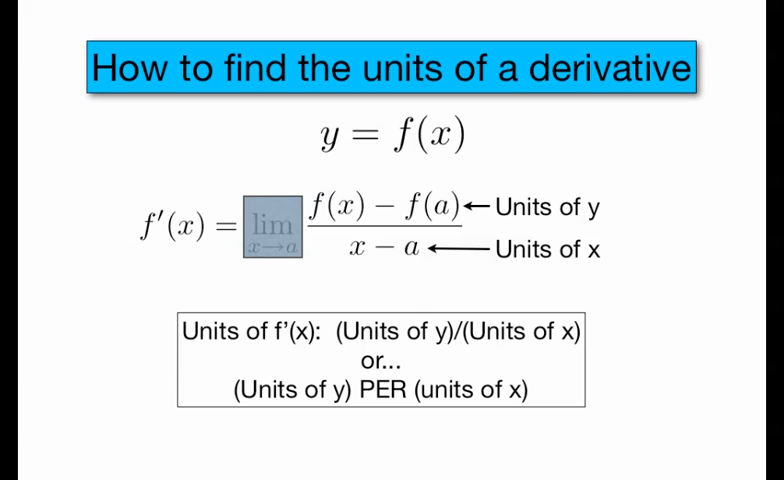 How to find the units of a derivative
y = f(x)
f′(x) = lim x→a f(x) − f(a) / x − a
Units of y
Units of x
Units of f'(x): (Units of y)/(Units of x)
or...
(Units of y) PER (units of x)